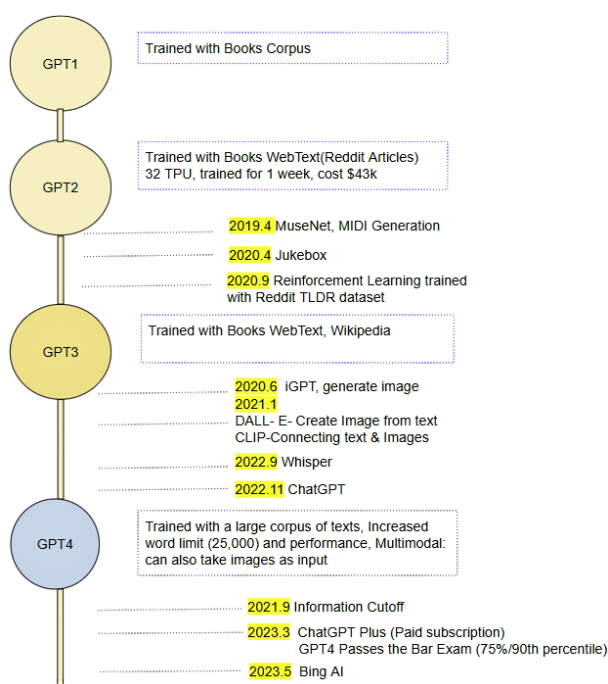 GPT1
Trained with Books Corpus
GPT2
Trained with Books WebText(Reddit Articles)
32 TPU, trained for 1 week, cost $43k
2019.4 MuseNet, MIDI Generation
2020.4 Jukebox
2020.9 Reinforcement Learning trained
with Reddit TLDR dataset
GPT3
Trained with Books WebText, Wikipedia
2020.6 iGPT, generate image
2021.1
DALL- E- Create Image from text
CLIP-Connecting text & Images
2022.9 Whisper
2022.11 ChatGPT
GPT4
Trained with a large corpus of texts, Increased
word limit (25,000) and performance, Multimodal:
can also take images as input
2021.9 Information Cutoff
2023.3 ChatGPT Plus (Paid subscription)
GPT4 Passes the Bar Exam (75%/90th percentile)
2023.5 Bing AI